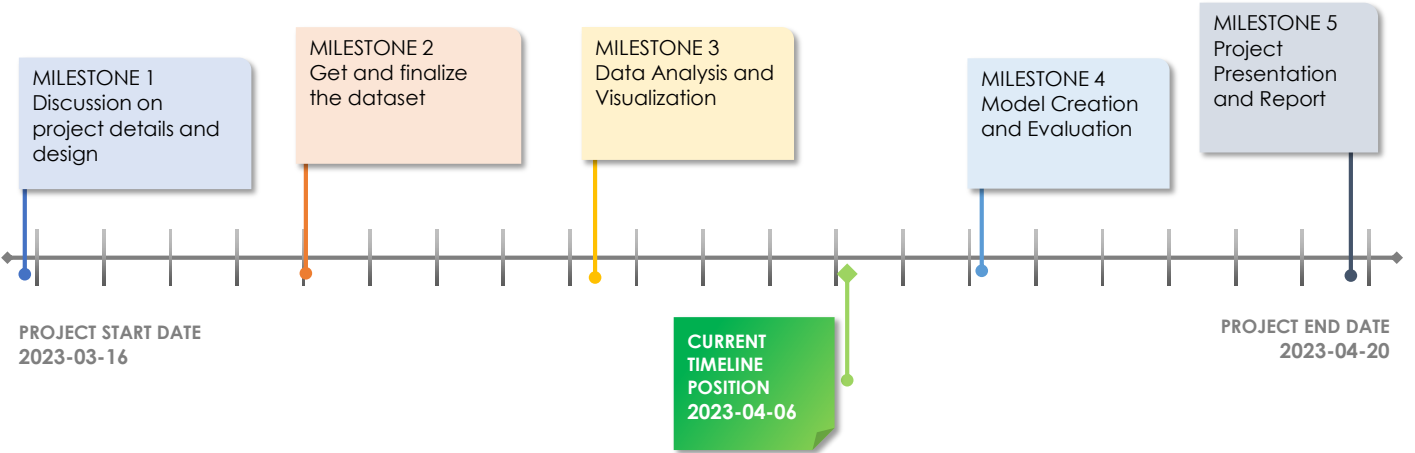 MILESTONE 1
Discussion on
project details and
design
MILESTONE 2
Get and finalize
the dataset
MILESTONE 3
Data Analysis and
Visualization
MILESTONE 4
Model Creation
and Evaluation
MILESTONE 5
Project
Presentation
and Report
PROJECT START DATE
2023-03-16
CURRENT
TIMELINE
POSITION
2023-04-06
PROJECT END DATE
2023-04-20